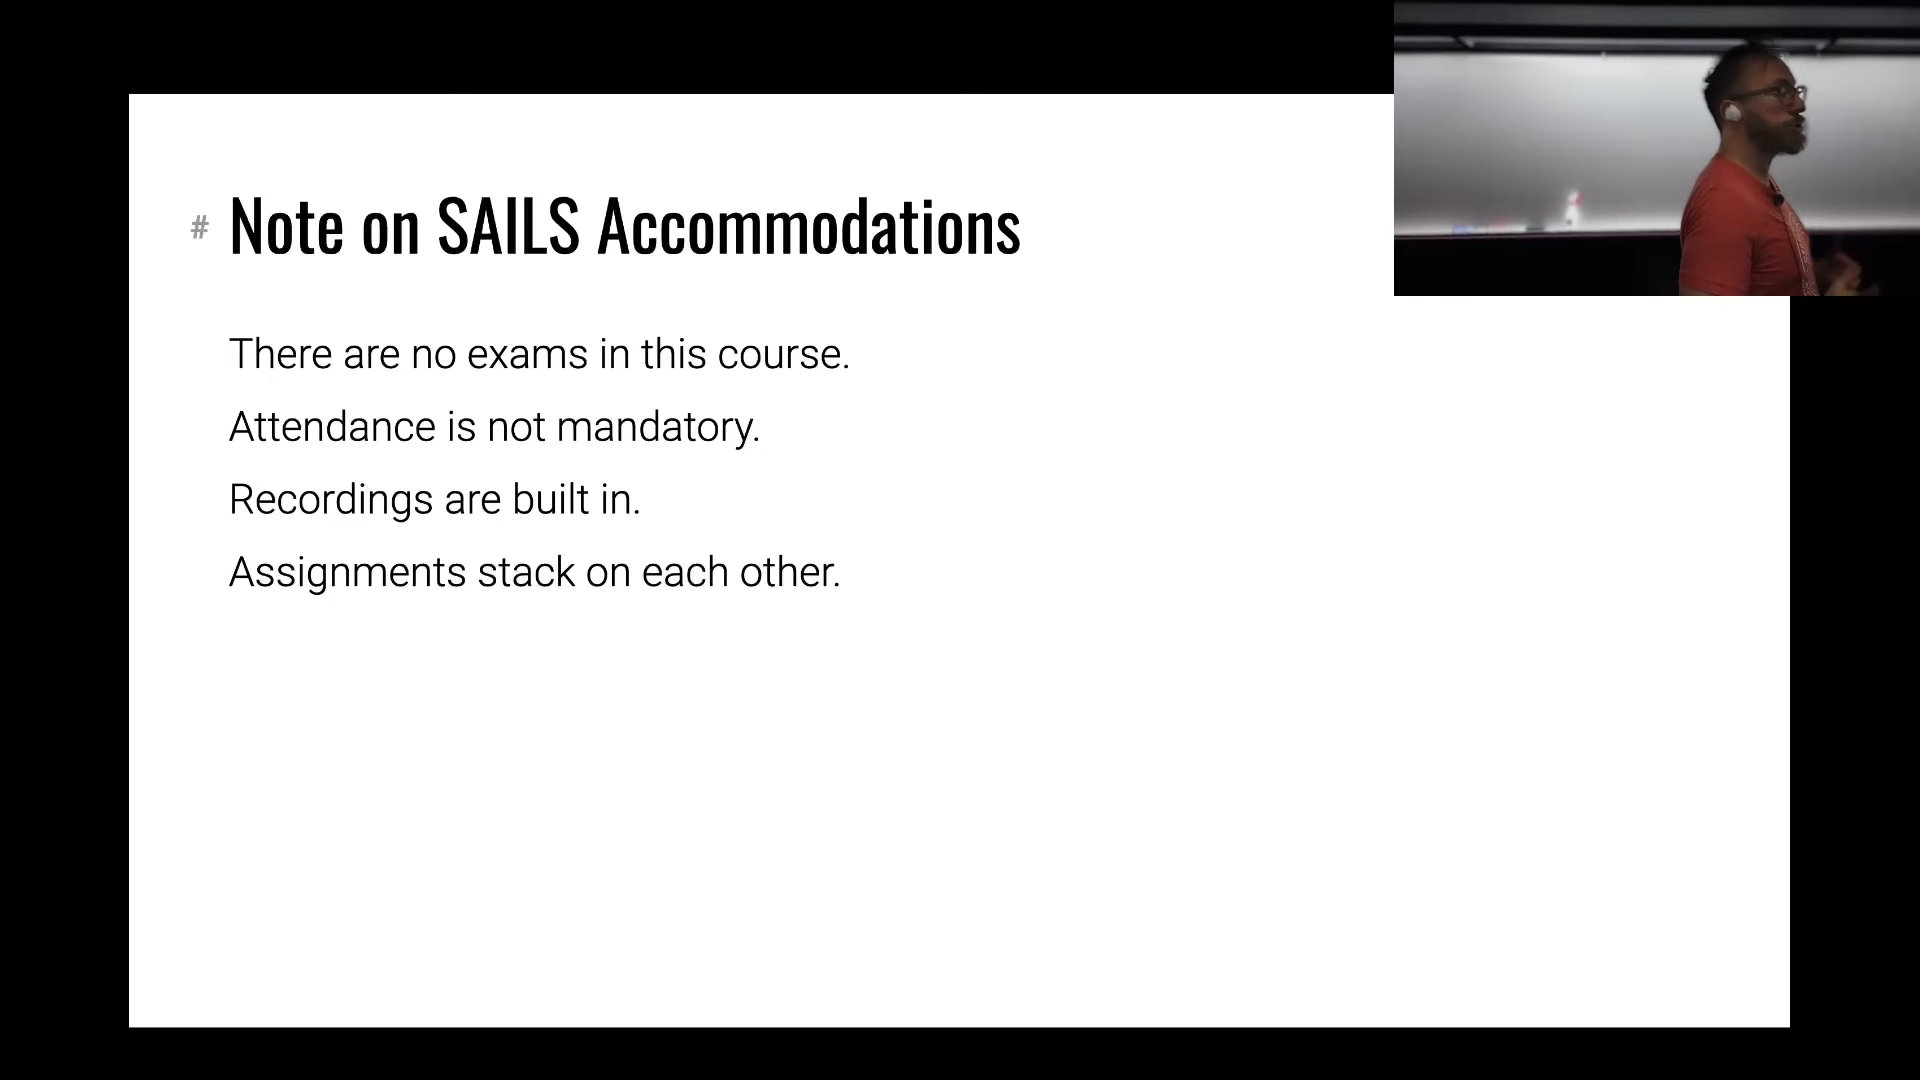 # Note on SAILS Accommodations
There are no exams in this course.
Attendance is not mandatory.
Recordings are built in.
Assignments stack on each other.